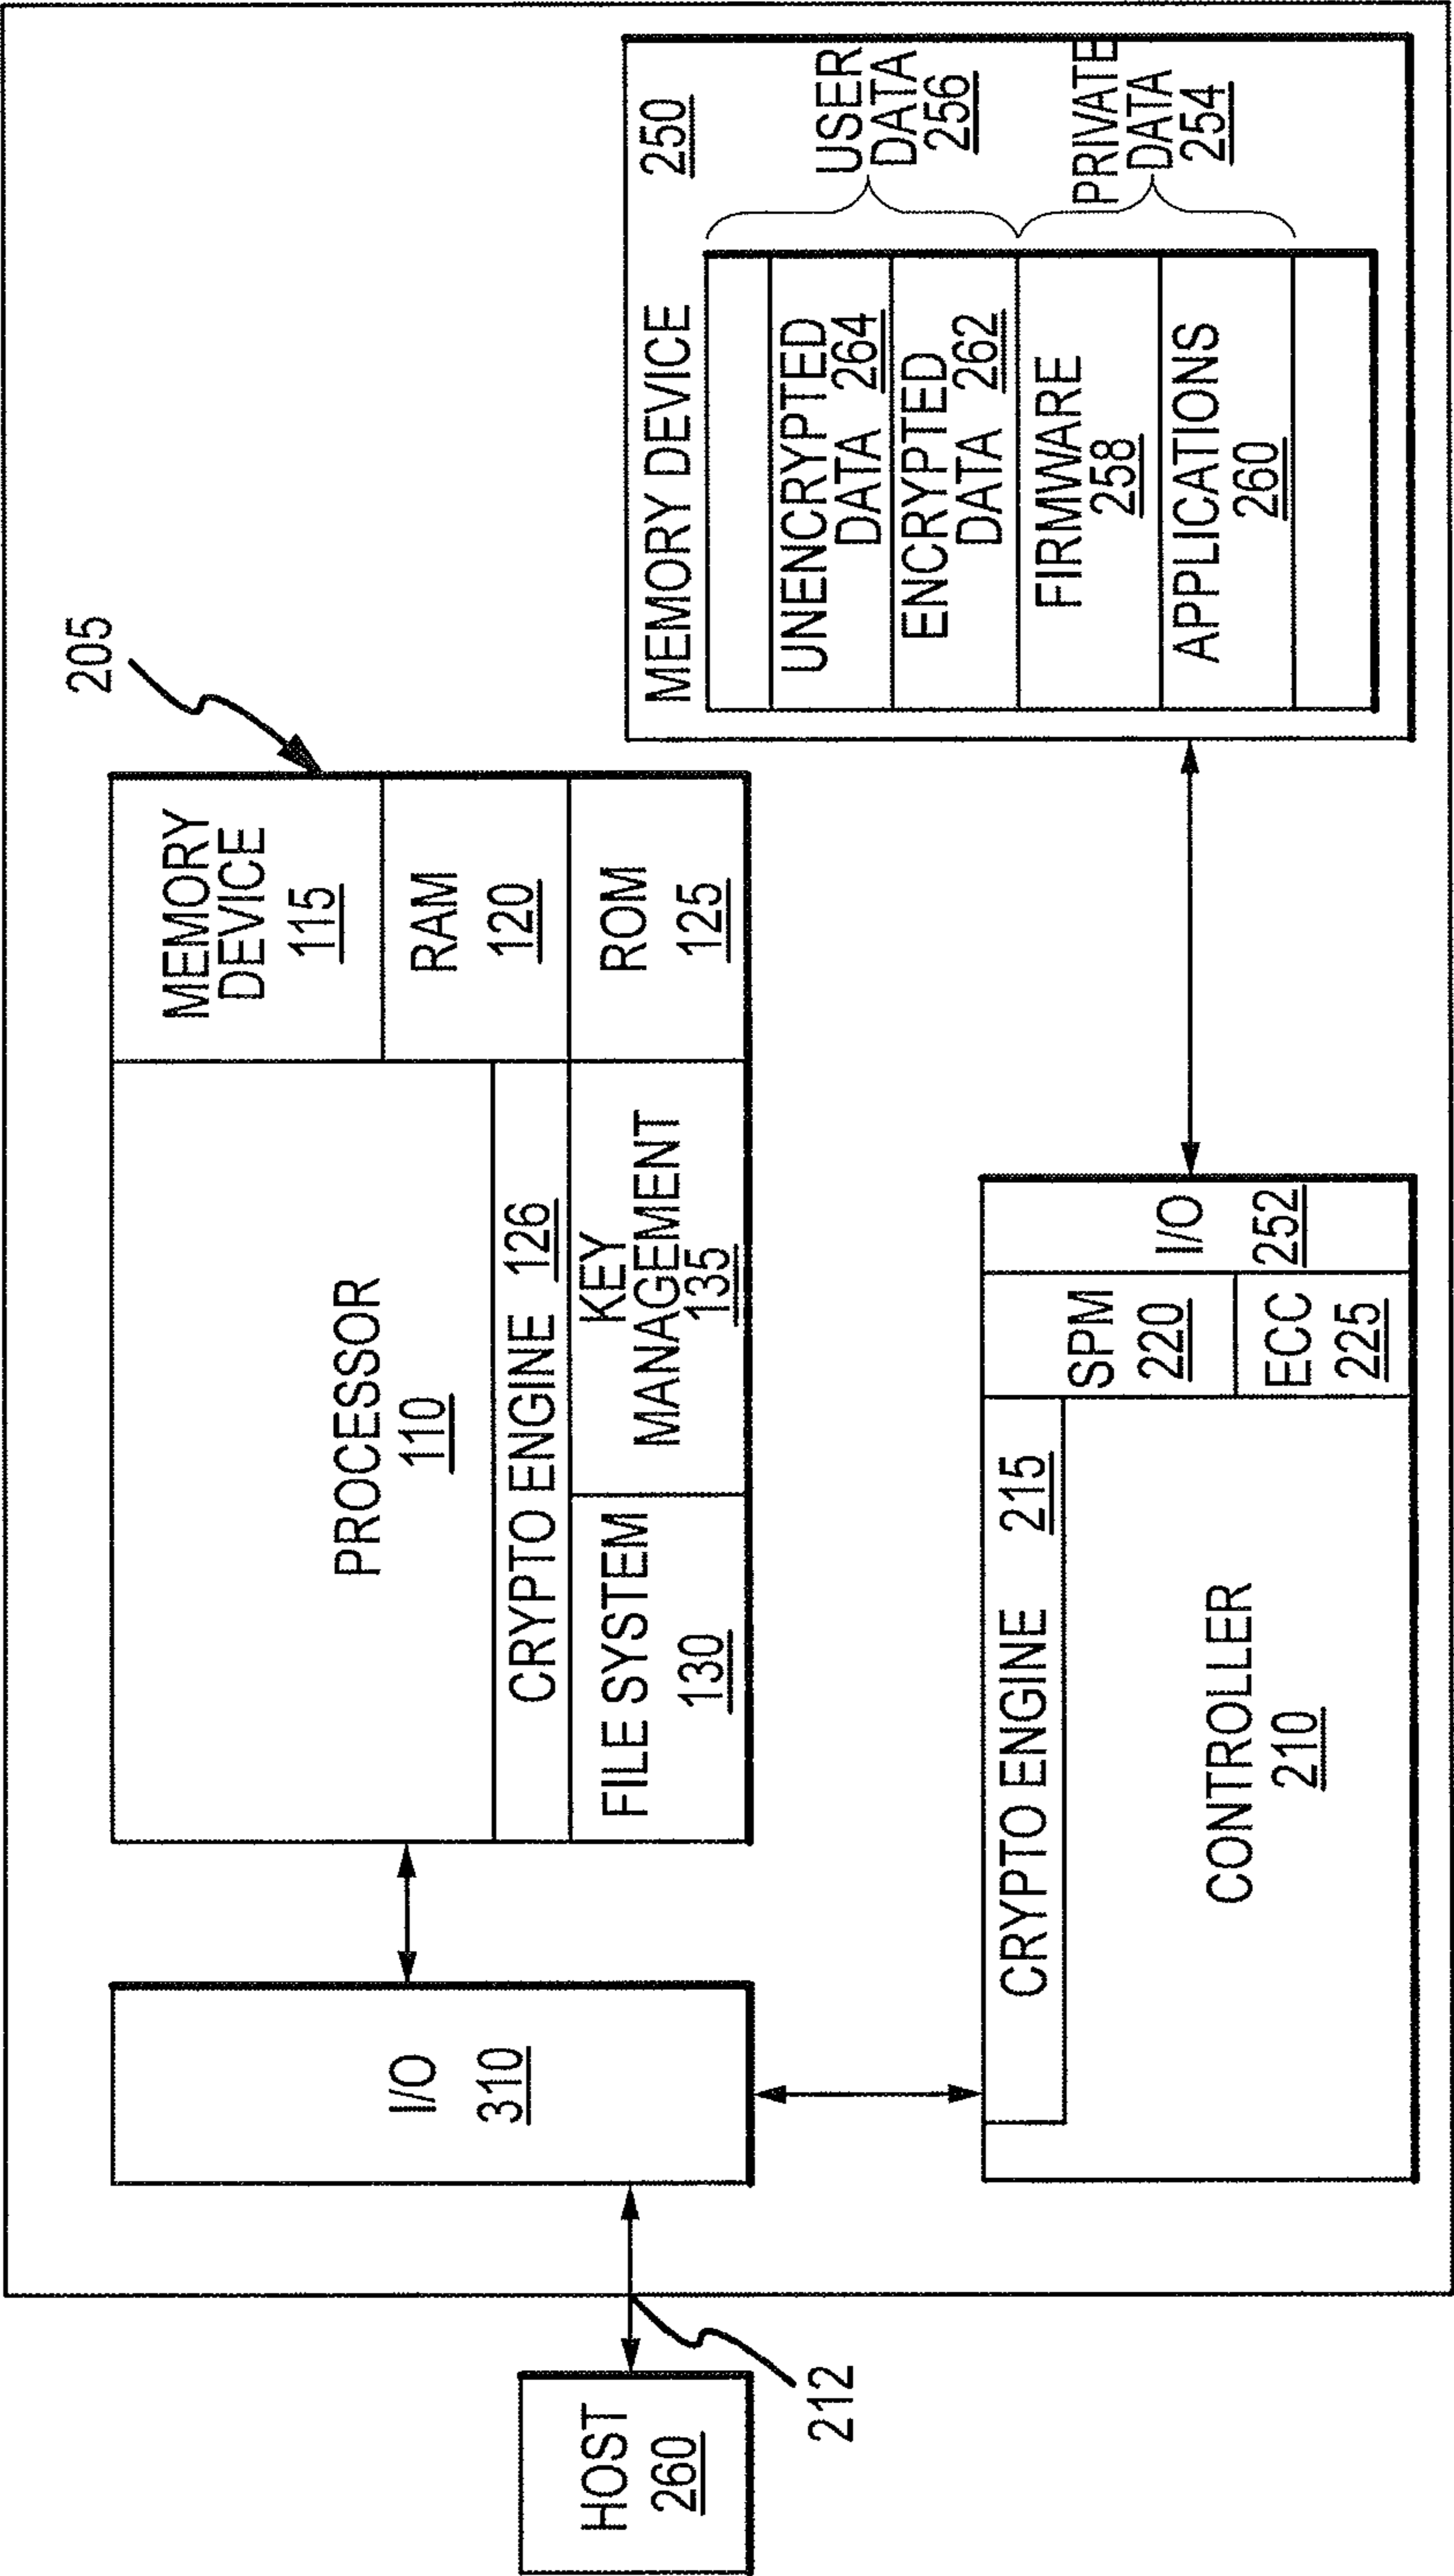 205
PROCESSOR
110
MEMORY
DEVICE
115
RAM
120
ROM
125
CRYPTO ENGINE 126
FILE SYSTEM
130
KEY
MANAGEMENT
135
I/O
310
HOST
260
212
CRYPTO ENGINE 215
CONTROLLER
210
SPM
220
ECC
225
I/O
252
MEMORY DEVICE 250
UNENCRYPTED
DATA 264
ENCRYPTED
DATA 262
FIRMWARE
258
APPLICATIONS
260
USER
DATA
256
PRIVATE
DATA
254